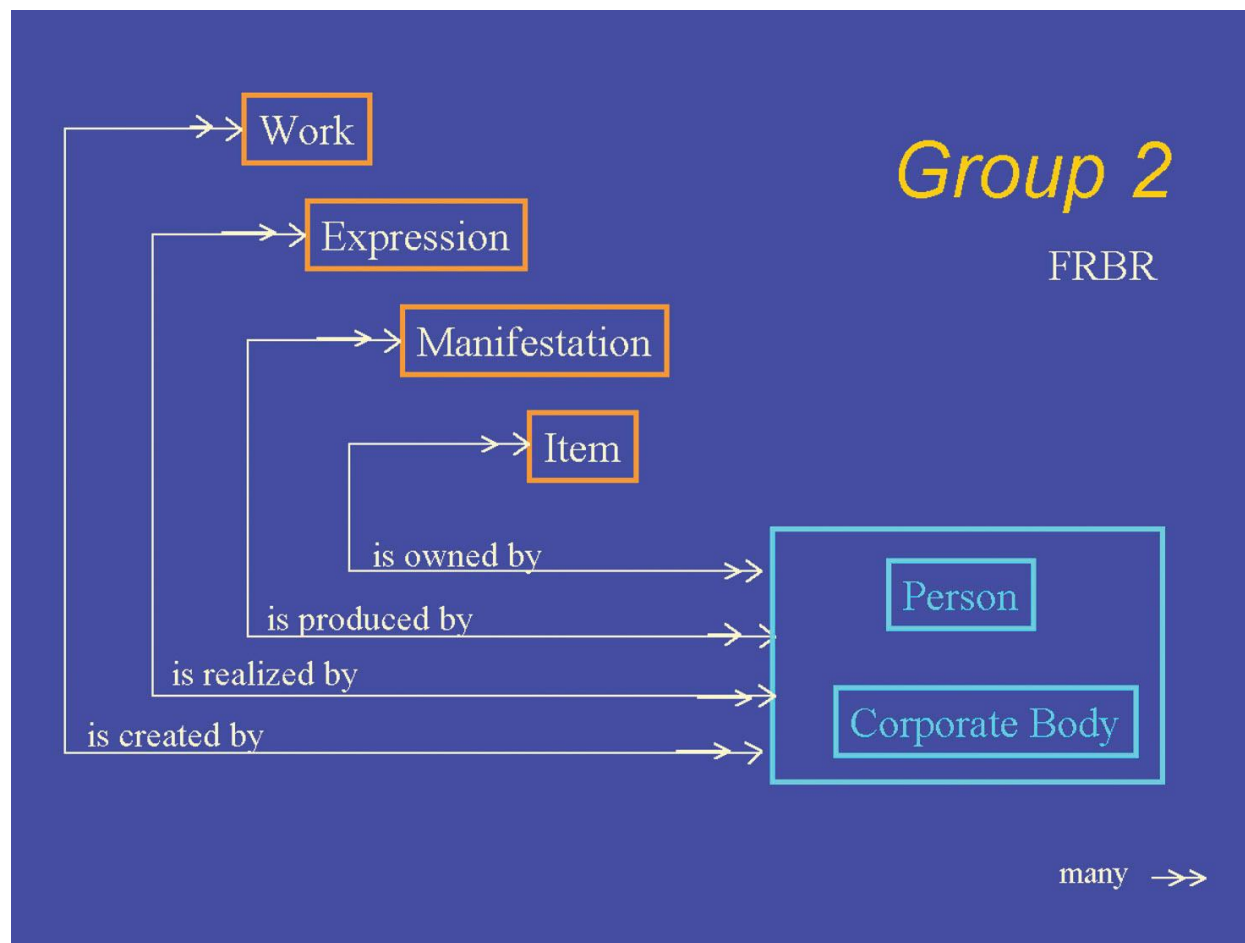 Work
Group 2
Expression
FRBR
Manifestation
Item
is owned by
Person
is produced by
is realized by
Corporate Body
is created by
many